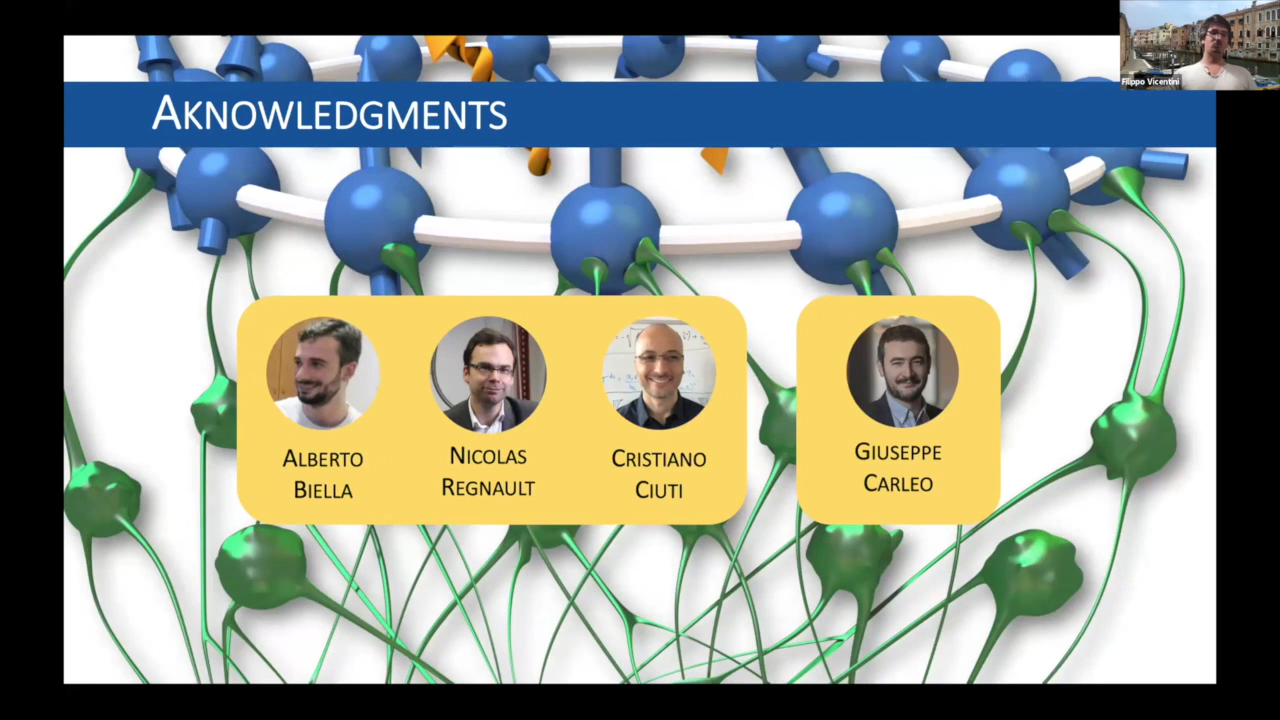 Filippo Vicentini
AKNOWLEDGMENTS
ALBERTO
BIELLA
NICOLAS
REGNAULT
CRISTIANO
CIUTI
GIUSEPPE
CARLEO